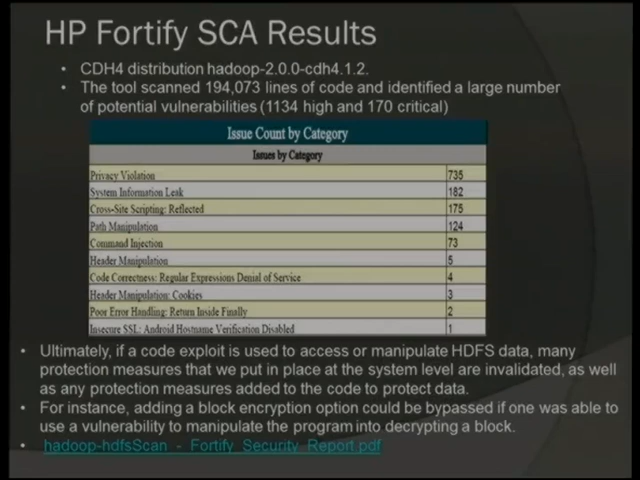 HP Fortify SCA Results
• CDH4 distribution hadoop-2.0.0-cdh4.1.2.
• The tool scanned 194,073 lines of code and identified a large number
of potential vulnerabilities (1134 high and 170 critical)
Issue Count by Category
Issues by Category
Privacy Violation 735
System Information Leak 182
Cross-Site Scripting: Reflected 175
Path Manipulation 124
Command Injection 73
Header Manipulation 5
Code Correctness: Regular Expressions Denial of Service 4
Header Manipulation: Cookies 3
Poor Error Handling: Return Inside Finally 2
Insecure SSL: Android Hostname Verification Disabled 1
• Ultimately, if a code exploit is used to access or manipulate HDFS data, many
protection measures that we put in place at the system level are invalidated, as well
as any protection measures added to the code to protect data.
• For instance, adding a block encryption option could be bypassed if one was able to
use a vulnerability to manipulate the program into decrypting a block.
• hadoop-hdfsScan - Fortify Security Report.pdf